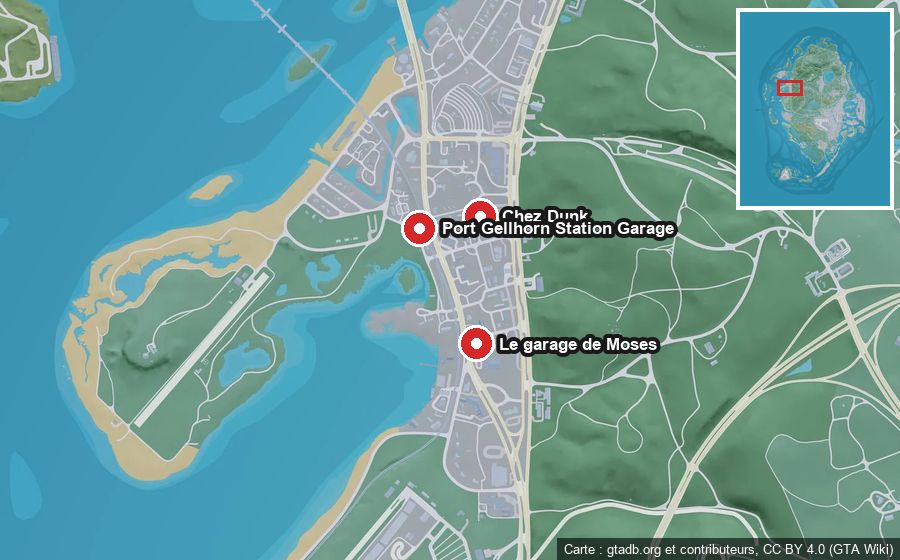 Chez Dunk
Port Gellhorn Station Garage
Le garage de Moses
Carte : gtadb.org et contributeurs, CC BY 4.0 (GTA Wiki)